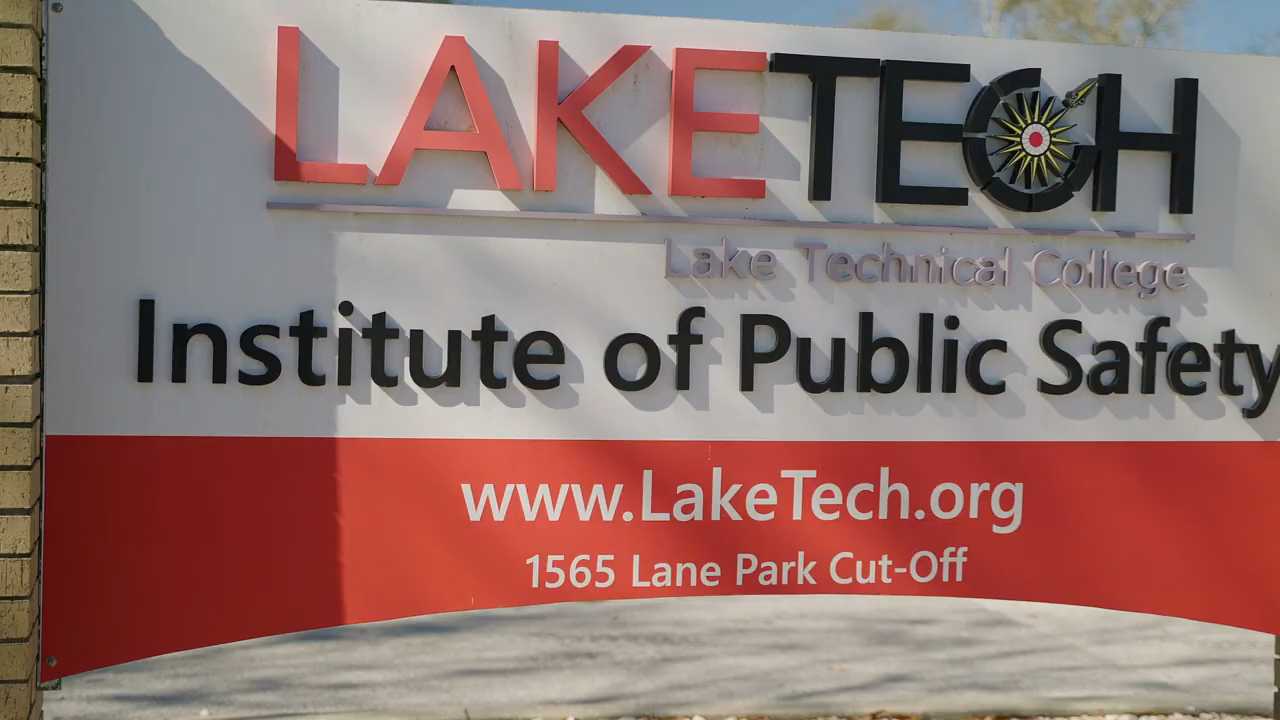 LAKETECH
Lake Technical College
Institute of Public Safety
www.LakeTech.org
1565 Lane Park Cut-Off